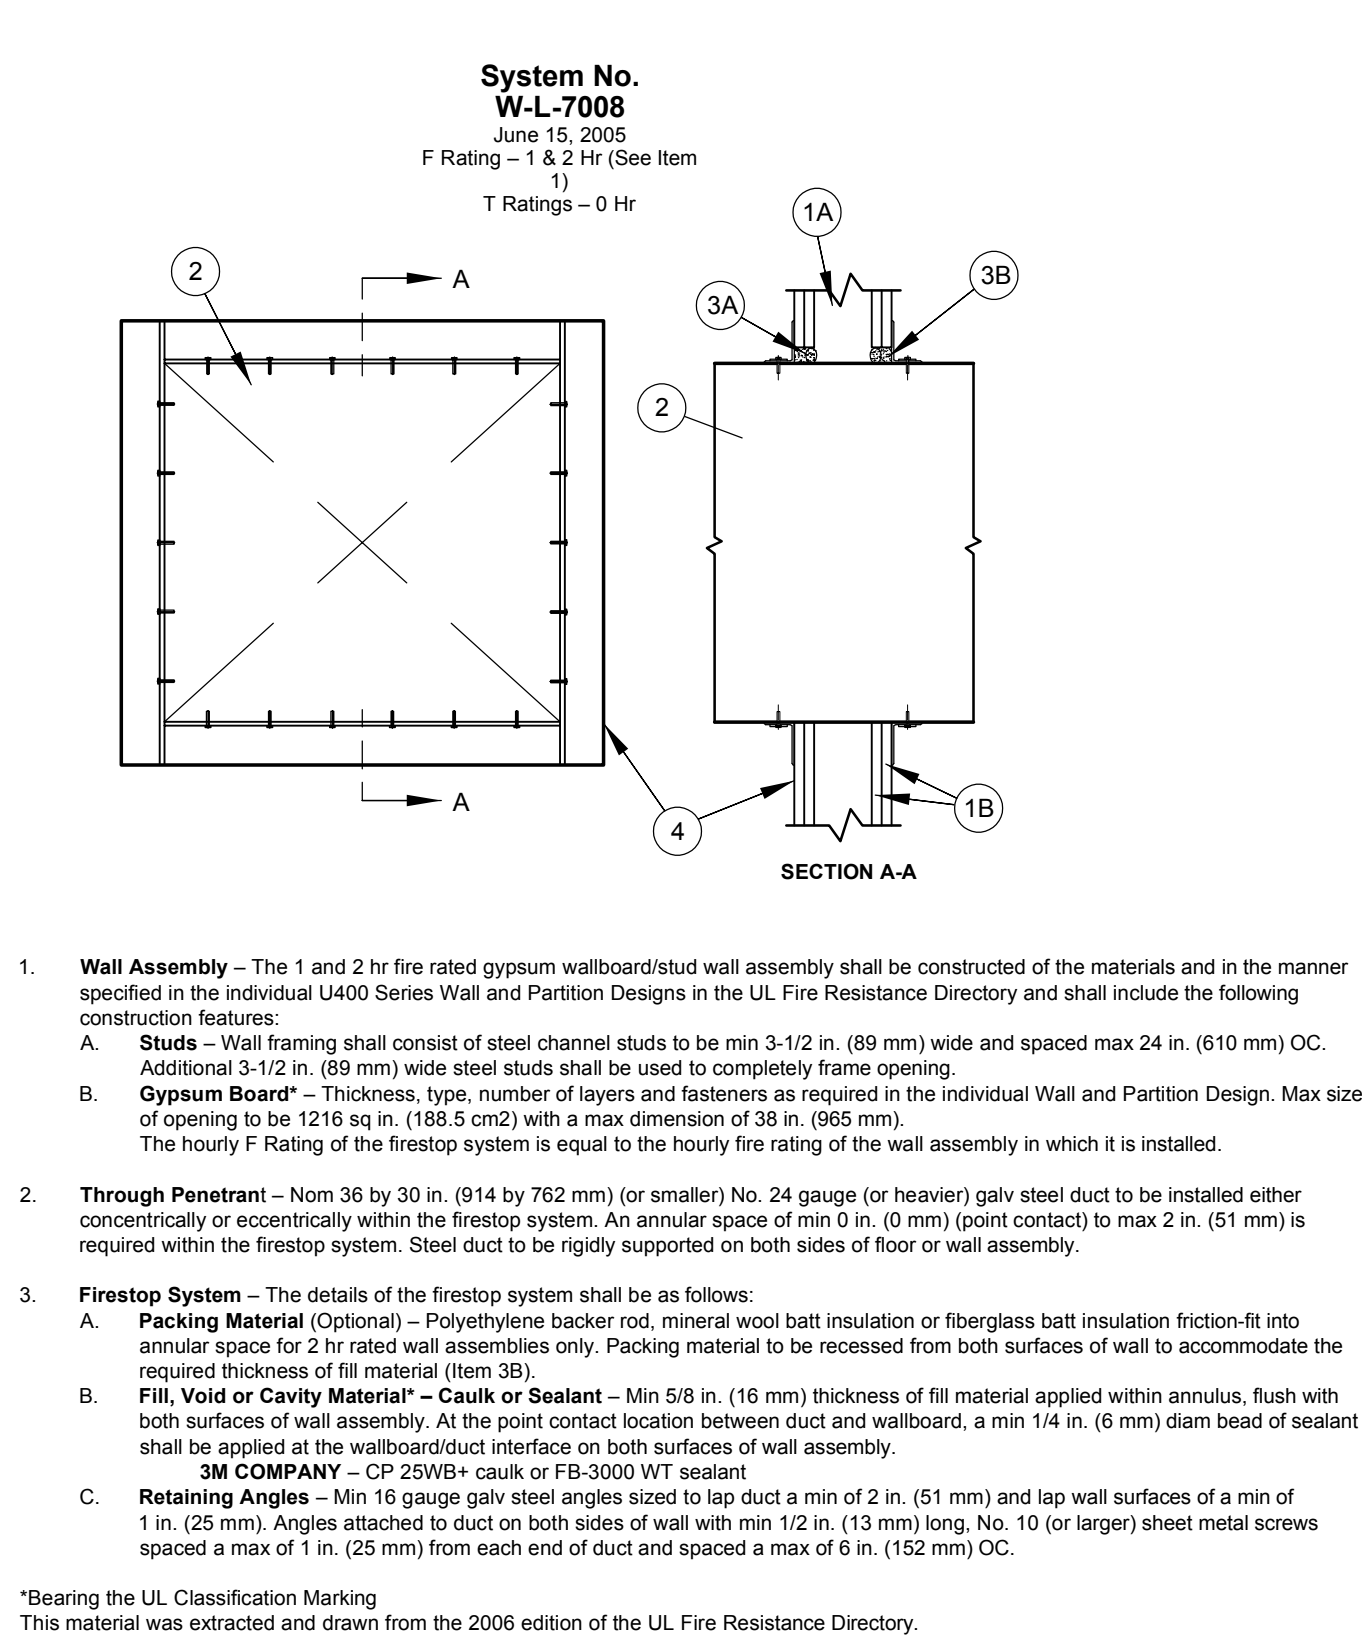 System No.
W-L-7008
June 15, 2005
F Rating – 1 & 2 Hr (See Item
1)
T Ratings – 0 Hr
1A
2
A
3B
3A
2
A
4
1B
SECTION A-A
1. Wall Assembly – The 1 and 2 hr fire rated gypsum wallboard/stud wall assembly shall be constructed of the materials and in the manner
specified in the individual U400 Series Wall and Partition Designs in the UL Fire Resistance Directory and shall include the following
construction features:
A. Studs – Wall framing shall consist of steel channel studs to be min 3-1/2 in. (89 mm) wide and spaced max 24 in. (610 mm) OC.
Additional 3-1/2 in. (89 mm) wide steel studs shall be used to completely frame opening.
B. Gypsum Board* – Thickness, type, number of layers and fasteners as required in the individual Wall and Partition Design. Max size
of opening to be 1216 sq in. (188.5 cm2) with a max dimension of 38 in. (965 mm).
The hourly F Rating of the firestop system is equal to the hourly fire rating of the wall assembly in which it is installed.
2. Through Penetrant – Nom 36 by 30 in. (914 by 762 mm) (or smaller) No. 24 gauge (or heavier) galv steel duct to be installed either
concentrically or eccentrically within the firestop system. An annular space of min 0 in. (0 mm) (point contact) to max 2 in. (51 mm) is
required within the firestop system. Steel duct to be rigidly supported on both sides of floor or wall assembly.
3. Firestop System – The details of the firestop system shall be as follows:
A. Packing Material (Optional) – Polyethylene backer rod, mineral wool batt insulation or fiberglass batt insulation friction-fit into
annular space for 2 hr rated wall assemblies only. Packing material to be recessed from both surfaces of wall to accommodate the
required thickness of fill material (Item 3B).
B. Fill, Void or Cavity Material* – Caulk or Sealant – Min 5/8 in. (16 mm) thickness of fill material applied within annulus, flush with
both surfaces of wall assembly. At the point contact location between duct and wallboard, a min 1/4 in. (6 mm) diam bead of sealant
shall be applied at the wallboard/duct interface on both surfaces of wall assembly.
3M COMPANY – CP 25WB+ caulk or FB-3000 WT sealant
C. Retaining Angles – Min 16 gauge galv steel angles sized to lap duct a min of 2 in. (51 mm) and lap wall surfaces of a min of
1 in. (25 mm). Angles attached to duct on both sides of wall with min 1/2 in. (13 mm) long, No. 10 (or larger) sheet metal screws
spaced a max of 1 in. (25 mm) from each end of duct and spaced a max of 6 in. (152 mm) OC.
*Bearing the UL Classification Marking
This material was extracted and drawn from the 2006 edition of the UL Fire Resistance Directory.